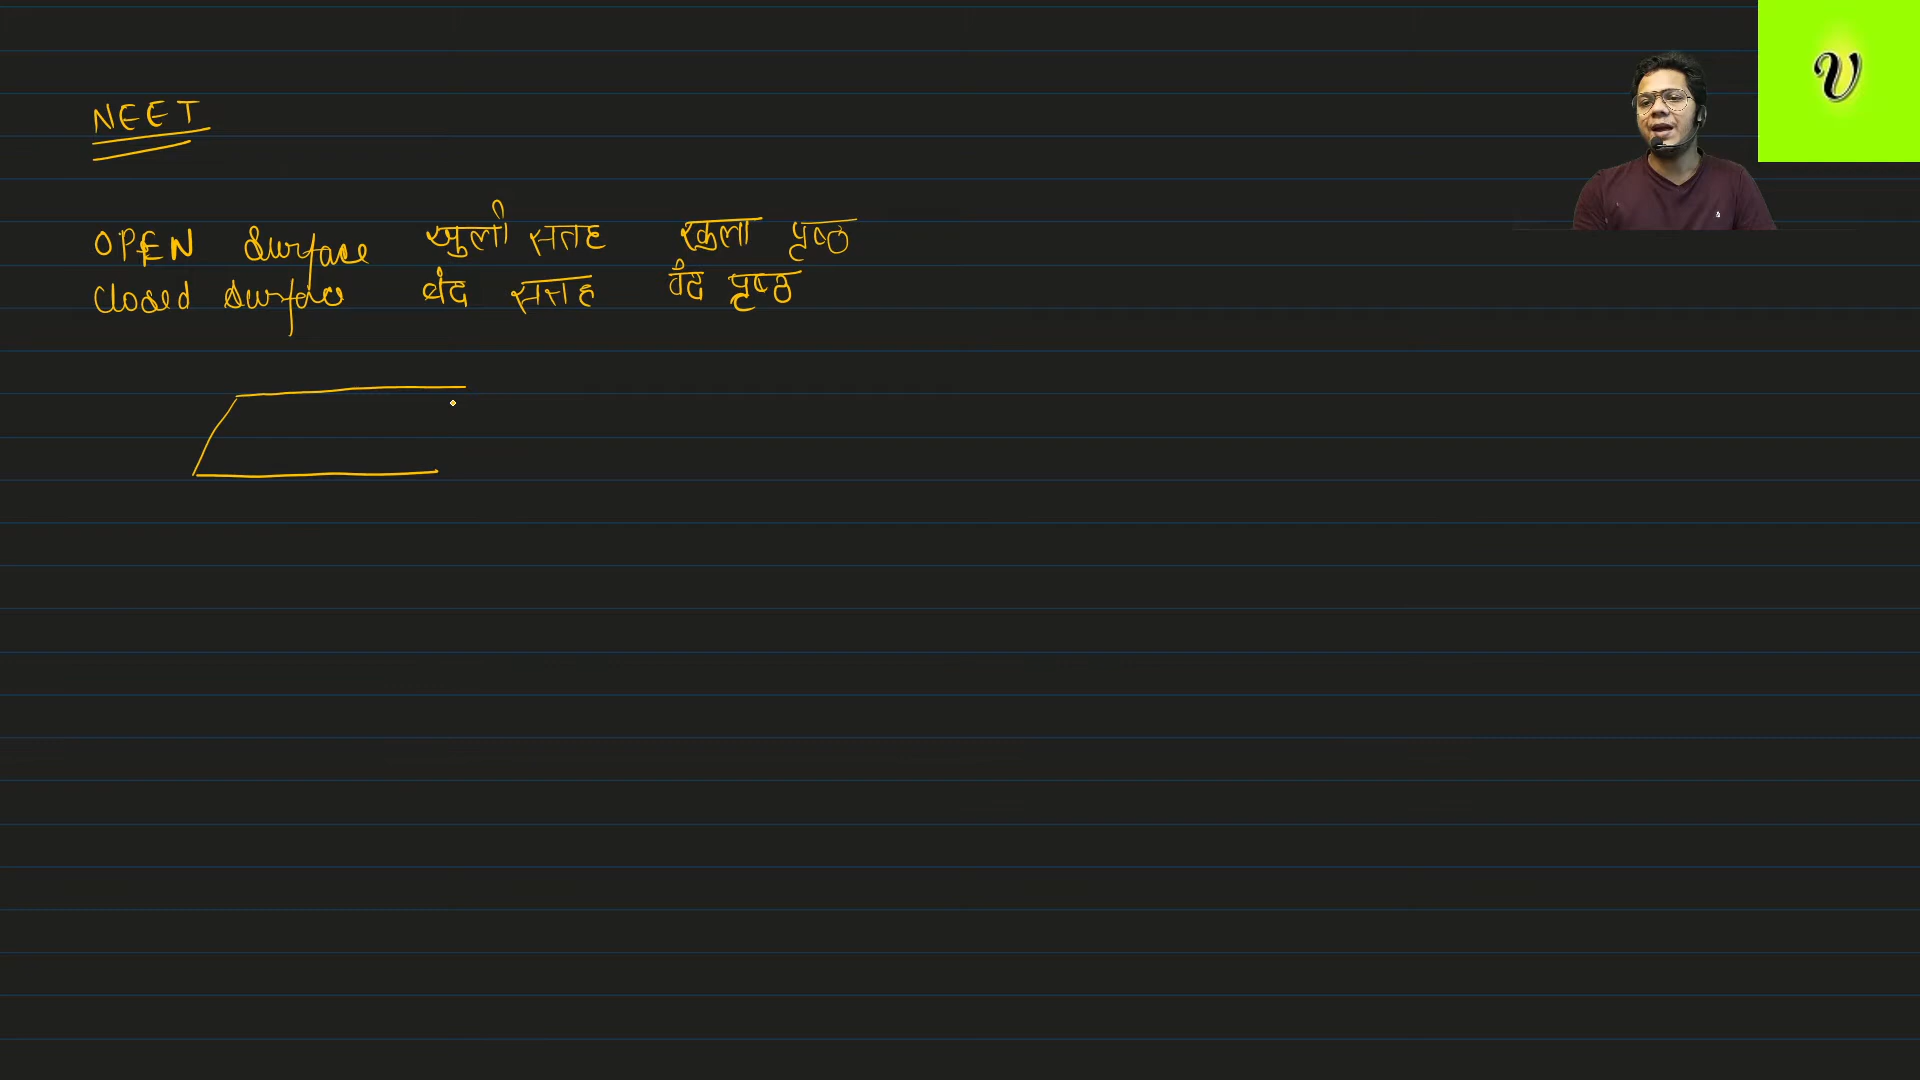 NEET
OPEN Surface खुली सतह खुला पृष्ठ
Closed Surface बंद सतह बंद पृष्ठ
υ